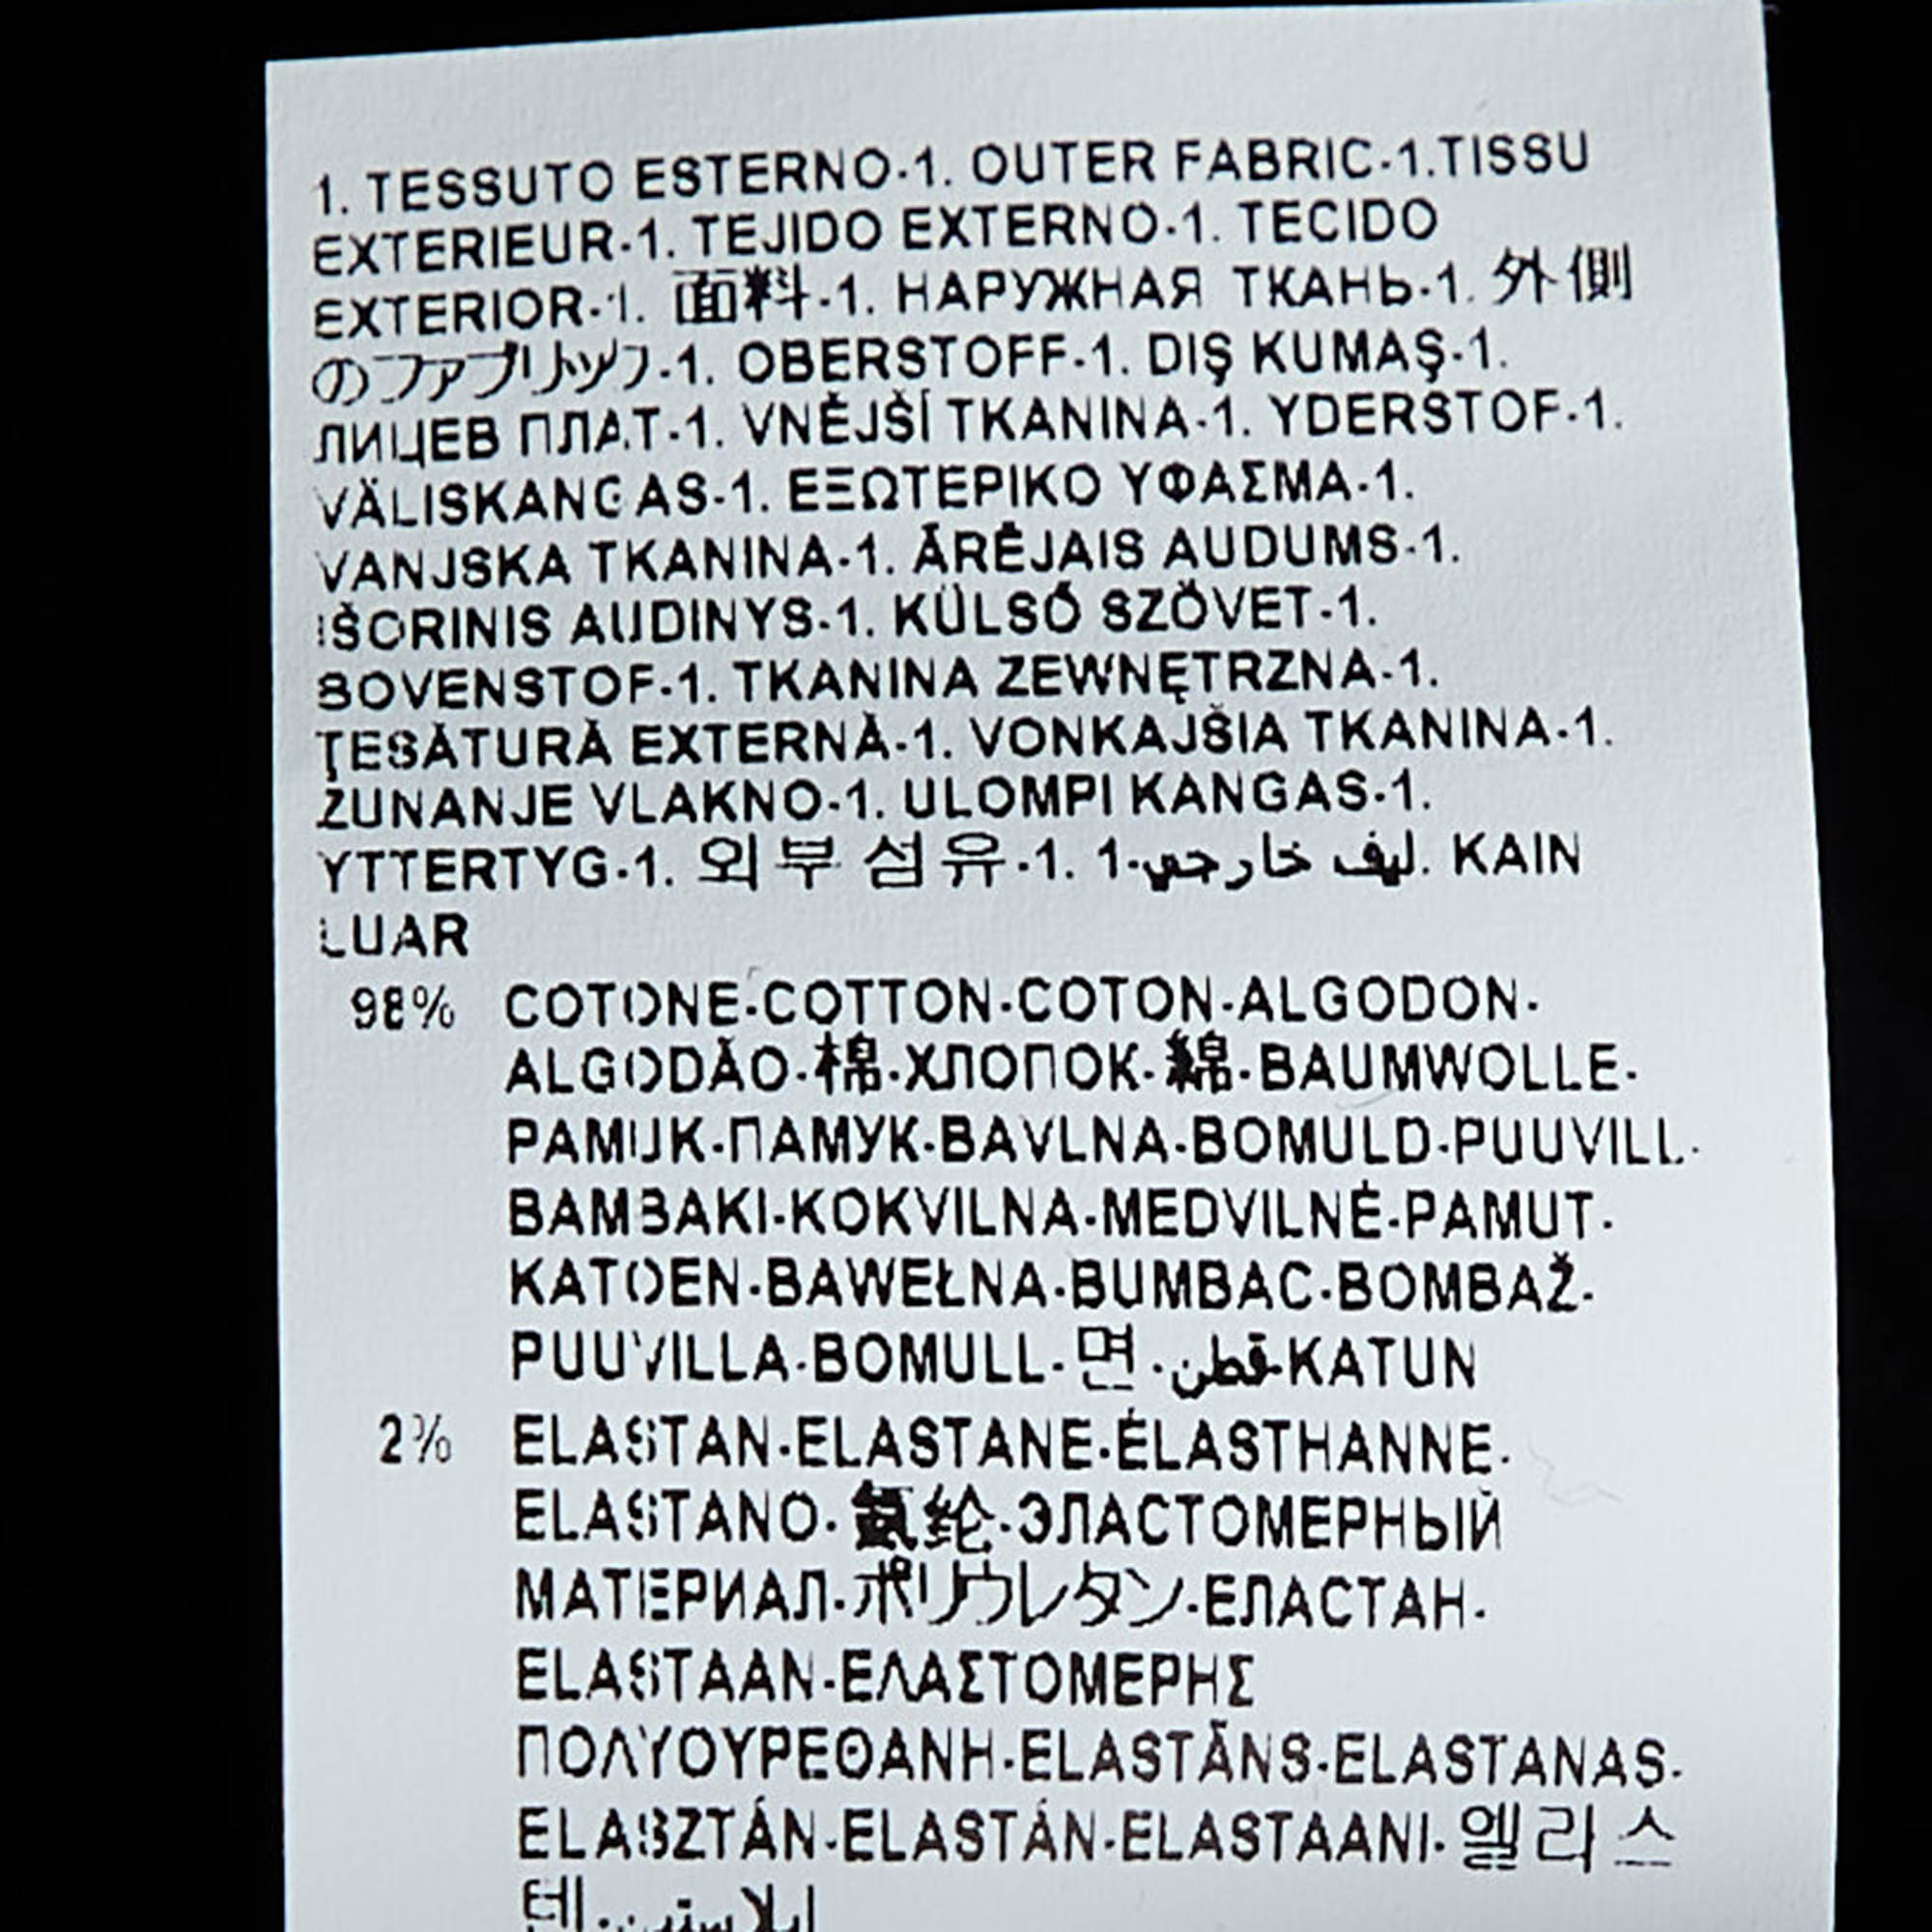 1. TESSUTO ESTERNO-1. OUTER FABRIC-1.TISSU
EXTERIEUR-1. TEJIDO EXTERNO-1. TECIDO
EXTERIOR-1. 面料-1. НАРУЖНАЯ ТКАНЬ-1. 外側
のファブリック-1. OBERSTOFF-1. DIŞ KUMAŞ-1.
ЛИЦЕВ ПЛАТ-1. VNĚJŠÍ TKANINA-1. YDERSTOF-1.
VÄLISKANGAS-1. ΕΞΩΤΕΡΙΚΟ ΥΦΑΣΜΑ-1.
VANJSKA TKANINA-1. ĀRĒJAIS AUDUMS-1.
IŠORINIS AUDINYS-1. KÜLSŐ SZÖVET-1.
BOVENSTOF-1. TKANINA ZEWNĘTRZNA-1.
ŢESĂTURĂ EXTERNĂ-1. VONKAJŠIA TKANINA-1.
ZUNANJE VLAKNO-1. ULOMPI KANGAS-1.
YTTERTYG-1. 외부 섬유-1. ليف خارجي-1. KAIN
LUAR
98% COTONE-COTTON-COTON-ALGODON-
ALGODÃO-棉-ХЛОПОК-綿-BAUMWOLLE-
PAMUK-ПАМУК-BAVLNA-BOMULD-PUUVILL-
BAMBAKI-KOKVILNA-MEDVILNĖ-PAMUT-
KATOEN-BAWEŁNA-BUMBAC-BOMBAŽ-
PUUVILLA-BOMULL-면-قطن-KATUN
2% ELASTAN-ELASTANE-ÉLASTHANNE-
ELASTANO-氨纶-ЭЛАСТОМЕРНЫЙ
МАТЕРИАЛ-ポリウレタン-ЕЛАСТАН-
ELASTAAN-ΕΛΑΣΤΟΜΕΡΗΣ
ΠΟΛΥΟΥΡΕΘΑΝΗ-ELASTĀNS-ELASTANAS-
ELASZTÁN-ELASTÁN-ELASTAANI-엘라스
텐-